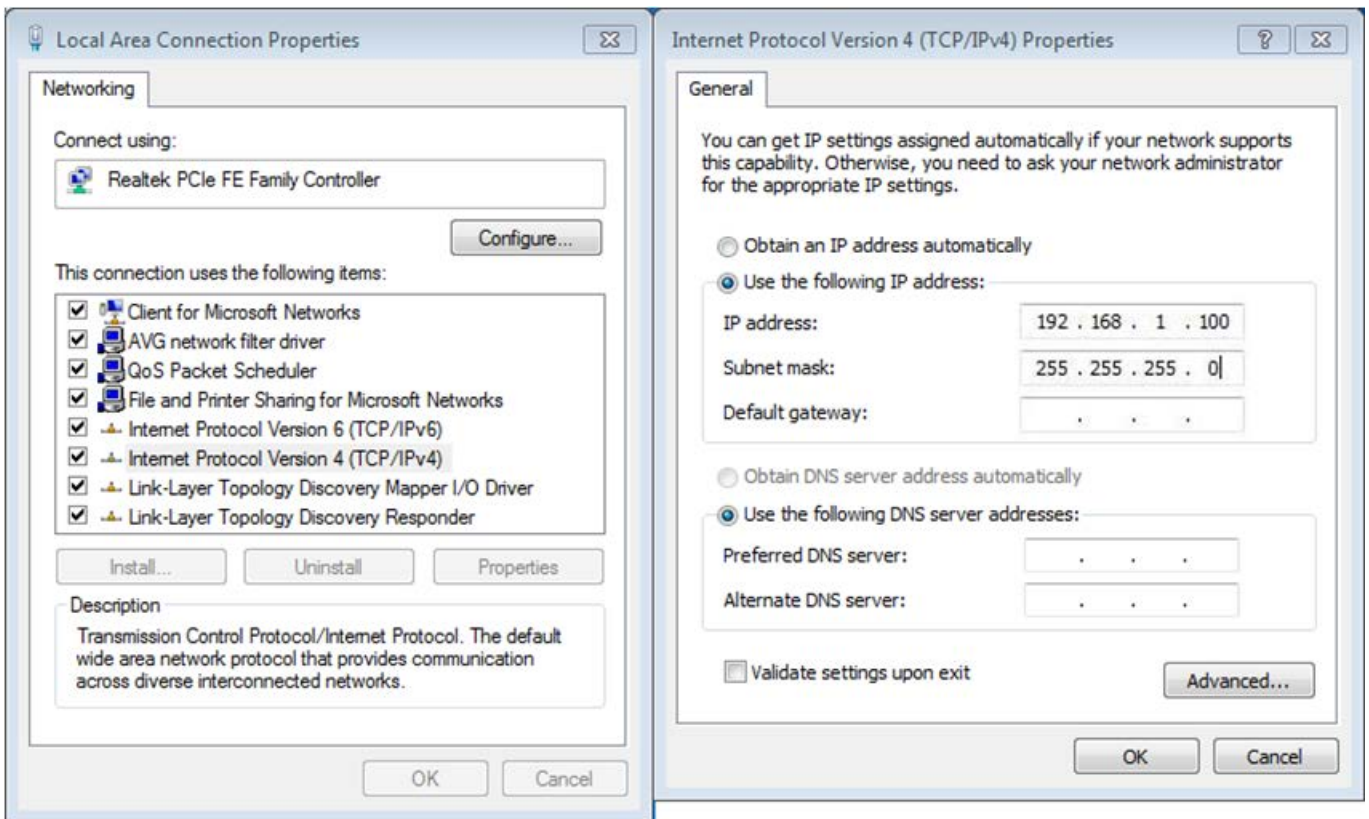 Local Area Connection Properties
Networking
Connect using:
Realtek PCIe FE Family Controller
Configure...
This connection uses the following items:
Client for Microsoft Networks
AVG network filter driver
QoS Packet Scheduler
File and Printer Sharing for Microsoft Networks
Internet Protocol Version 6 (TCP/IPv6)
Internet Protocol Version 4 (TCP/IPv4)
Link-Layer Topology Discovery Mapper I/O Driver
Link-Layer Topology Discovery Responder
Install...
Uninstall
Properties
Description
Transmission Control Protocol/Internet Protocol. The default
wide area network protocol that provides communication
across diverse interconnected networks.
OK
Cancel
Internet Protocol Version 4 (TCP/IPv4) Properties
?
General
You can get IP settings assigned automatically if your network supports
this capability. Otherwise, you need to ask your network administrator
for the appropriate IP settings.
Obtain an IP address automatically
Use the following IP address:
IP address: 192 . 168 . 1 . 100
Subnet mask: 255 . 255 . 255 . 0
Default gateway: . . .
Obtain DNS server address automatically
Use the following DNS server addresses:
Preferred DNS server: . . .
Alternate DNS server: . . .
Validate settings upon exit
Advanced...
OK
Cancel